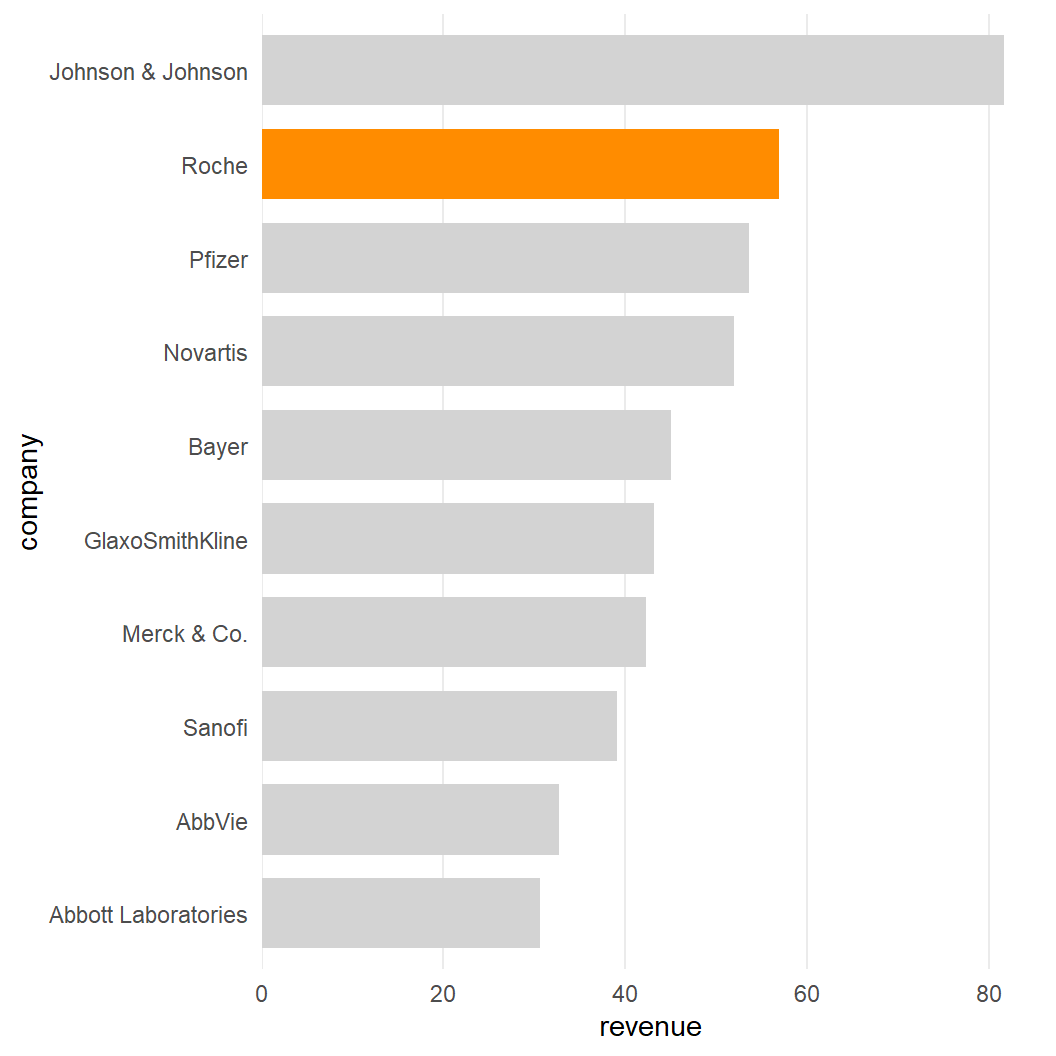 Johnson & Johnson
Roche
Pfizer
Novartis
Bayer
GlaxoSmithKline
Merck & Co.
Sanofi
AbbVie
Abbott Laboratories
company
0 20 40 60 80
revenue